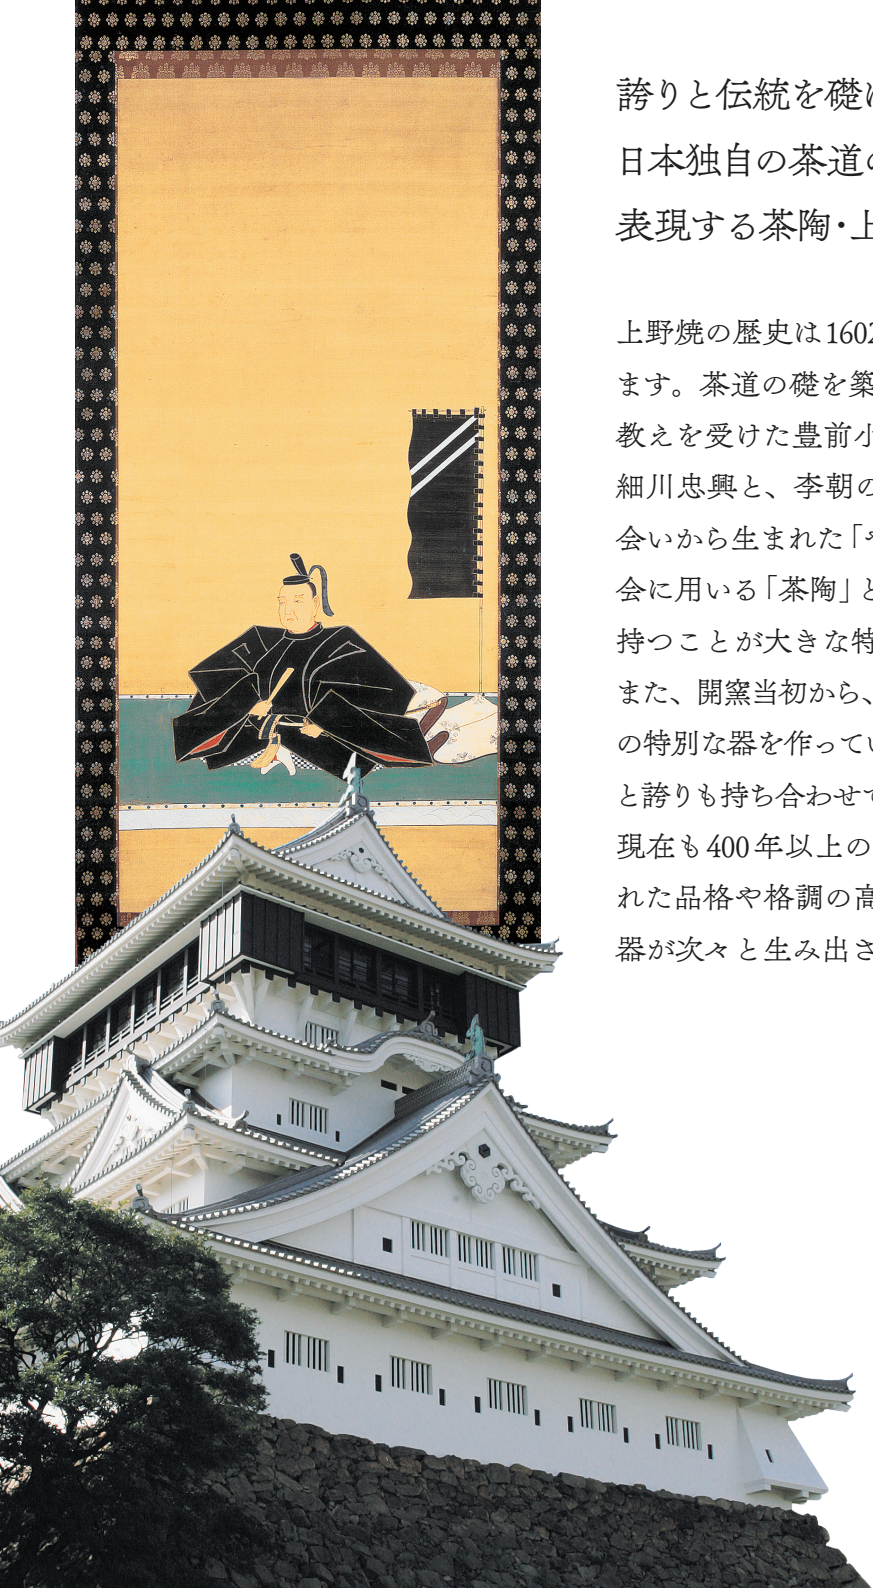 誇りと伝統を礎
日本独自の茶道の
表現する茶陶・上
上野焼の歴史は1602
ます。茶道の礎を築
教えを受けた豊前小
細川忠興と、李朝の
会いから生まれた「や
会に用いる「茶陶」と
持つことが大きな特
また、開窯当初から、
の特別な器を作ってい
と誇りも持ち合わせて
現在も400年以上の
れた品格や格調の高
器が次々と生み出さ